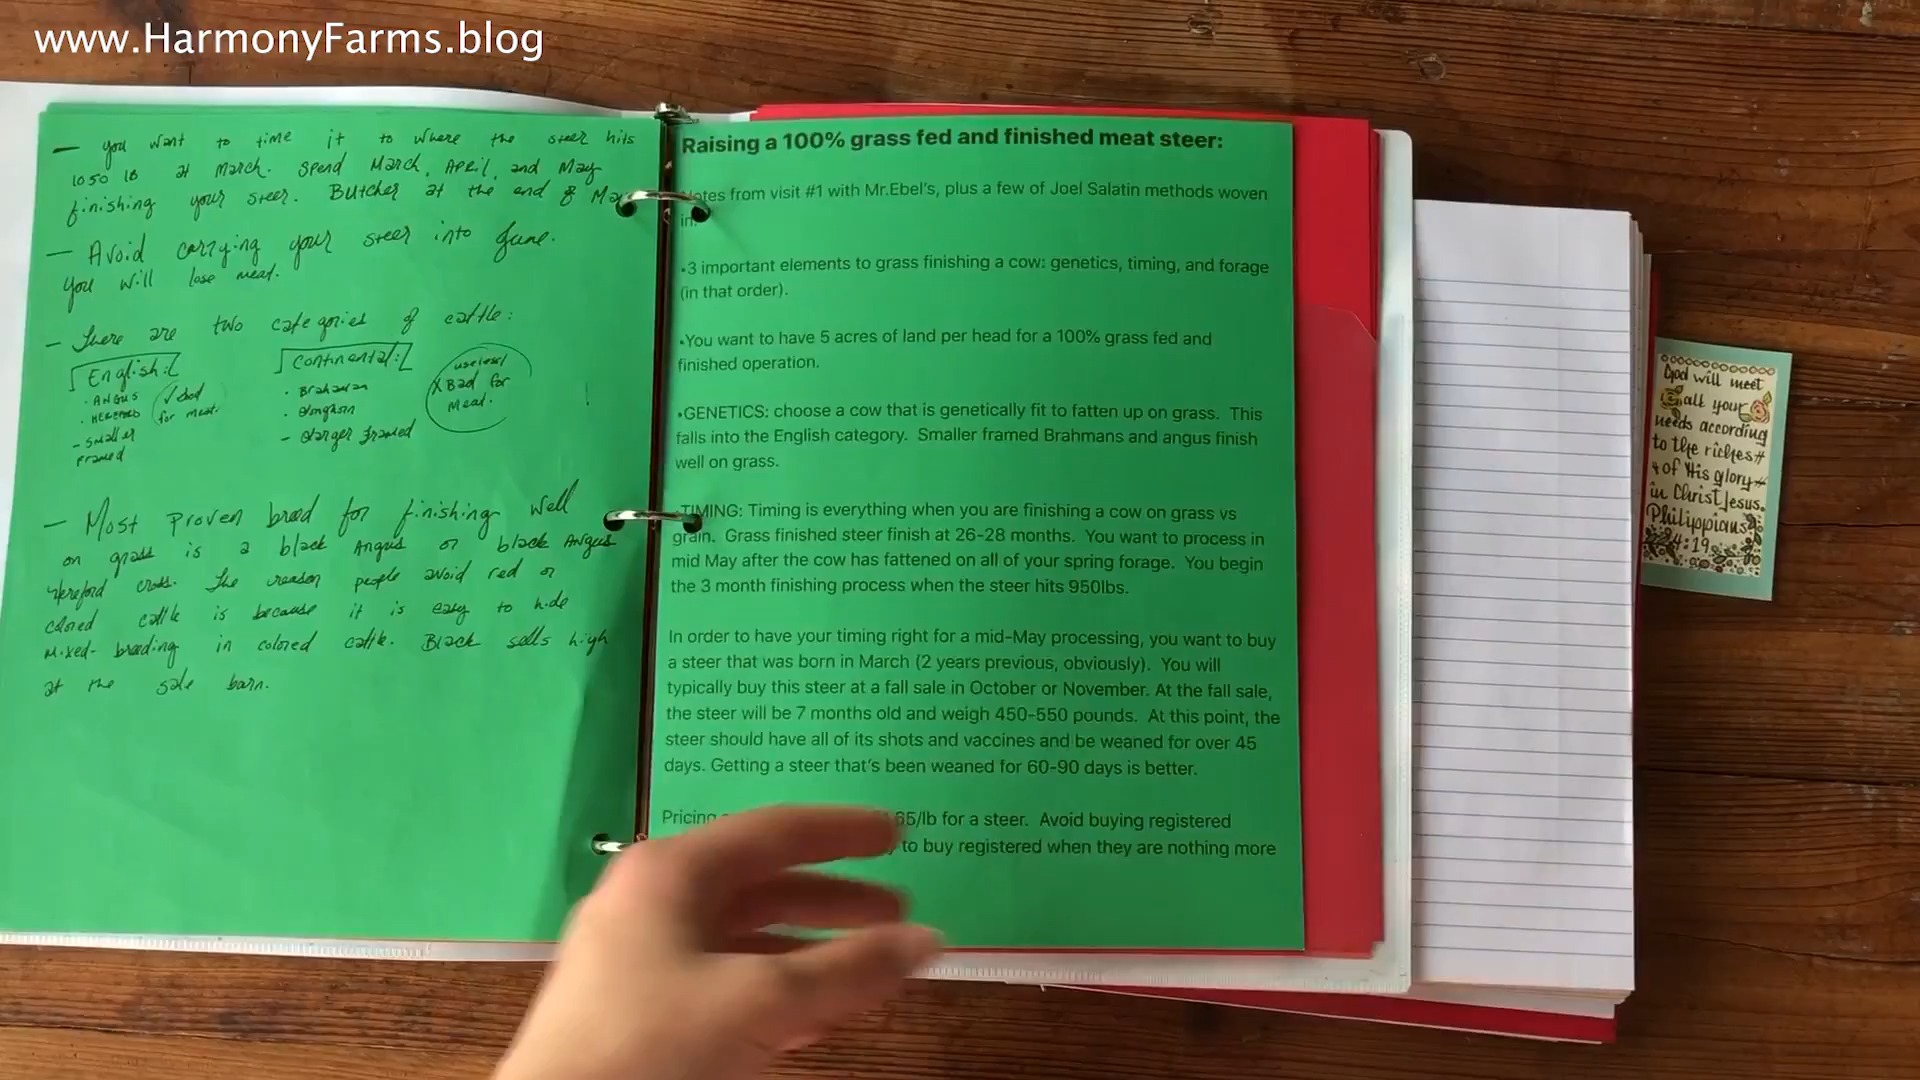 www.HarmonyFarms.blog
— you want to time it to where the steer hits
1050 lb at March. Spend March, April, and May
finishing your steer. Butcher at the end of
— Avoid carrying your steer into June.
you will lose meat.
— There are two categories of cattle:
English:
· ANGUS
· HEREFORD
- smaller
framed
✓ Good
for meat.
Continental:
· Brahman
· longhorn
- larger framed
useless/
X Bad for
meat.
— Most proven breed for finishing well
on grass is a black Angus or black Angus
Hereford cross. The reason people avoid red or
colored cattle is because it is easy to hide
mixed-breeding in colored cattle. Black sells high
at the sale barn.
Raising a 100% grass fed and finished meat steer:
Notes from visit #1 with Mr.Ebel's, plus a few of Joel Salatin methods woven
in.
•3 important elements to grass finishing a cow: genetics, timing, and forage
(in that order).
•You want to have 5 acres of land per head for a 100% grass fed and
finished operation.
•GENETICS: choose a cow that is genetically fit to fatten up on grass. This
falls into the English category. Smaller framed Brahmans and angus finish
well on grass.
•TIMING: Timing is everything when you are finishing a cow on grass vs
grain. Grass finished steer finish at 26-28 months. You want to process in
mid May after the cow has fattened on all of your spring forage. You begin
the 3 month finishing process when the steer hits 950lbs.
In order to have your timing right for a mid-May processing, you want to buy
a steer that was born in March (2 years previous, obviously). You will
typically buy this steer at a fall sale in October or November. At the fall sale,
the steer will be 7 months old and weigh 450-550 pounds. At this point, the
steer should have all of its shots and vaccines and be weaned for over 45
days. Getting a steer that's been weaned for 60-90 days is better.
Pricing 65/lb for a steer. Avoid buying registered
to buy registered when they are nothing more
God will meet
all your
needs according
to the riches
of His glory
in Christ Jesus.
Philippians
4:19